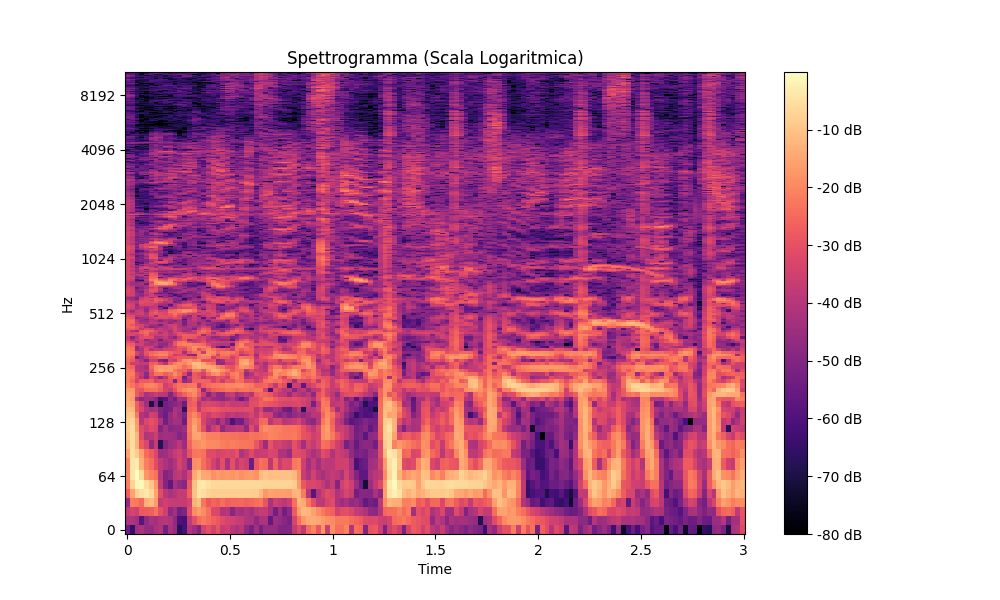 Spettrogramma (Scala Logaritmica)
Hz
8192
4096
2048
1024
512
256
128
64
0
0
0.5
1
1.5
2
2.5
3
Time
-10 dB
-20 dB
-30 dB
-40 dB
-50 dB
-60 dB
-70 dB
-80 dB